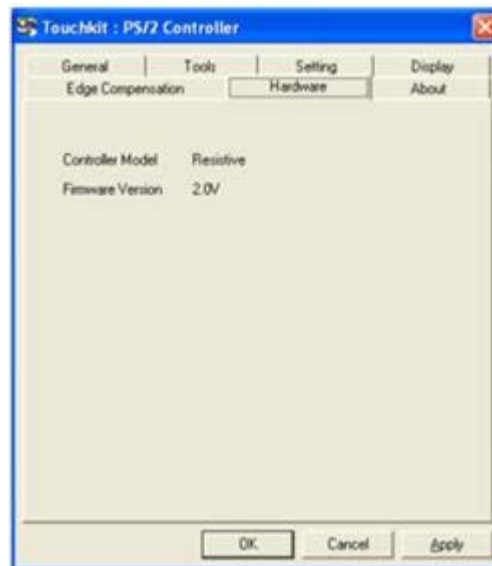 Touchkit : PS/2 Controller
General Tools Setting Display
Edge Compensation Hardware About
Controller Model Resistive
Firmware Version 2.0V
OK Cancel Apply